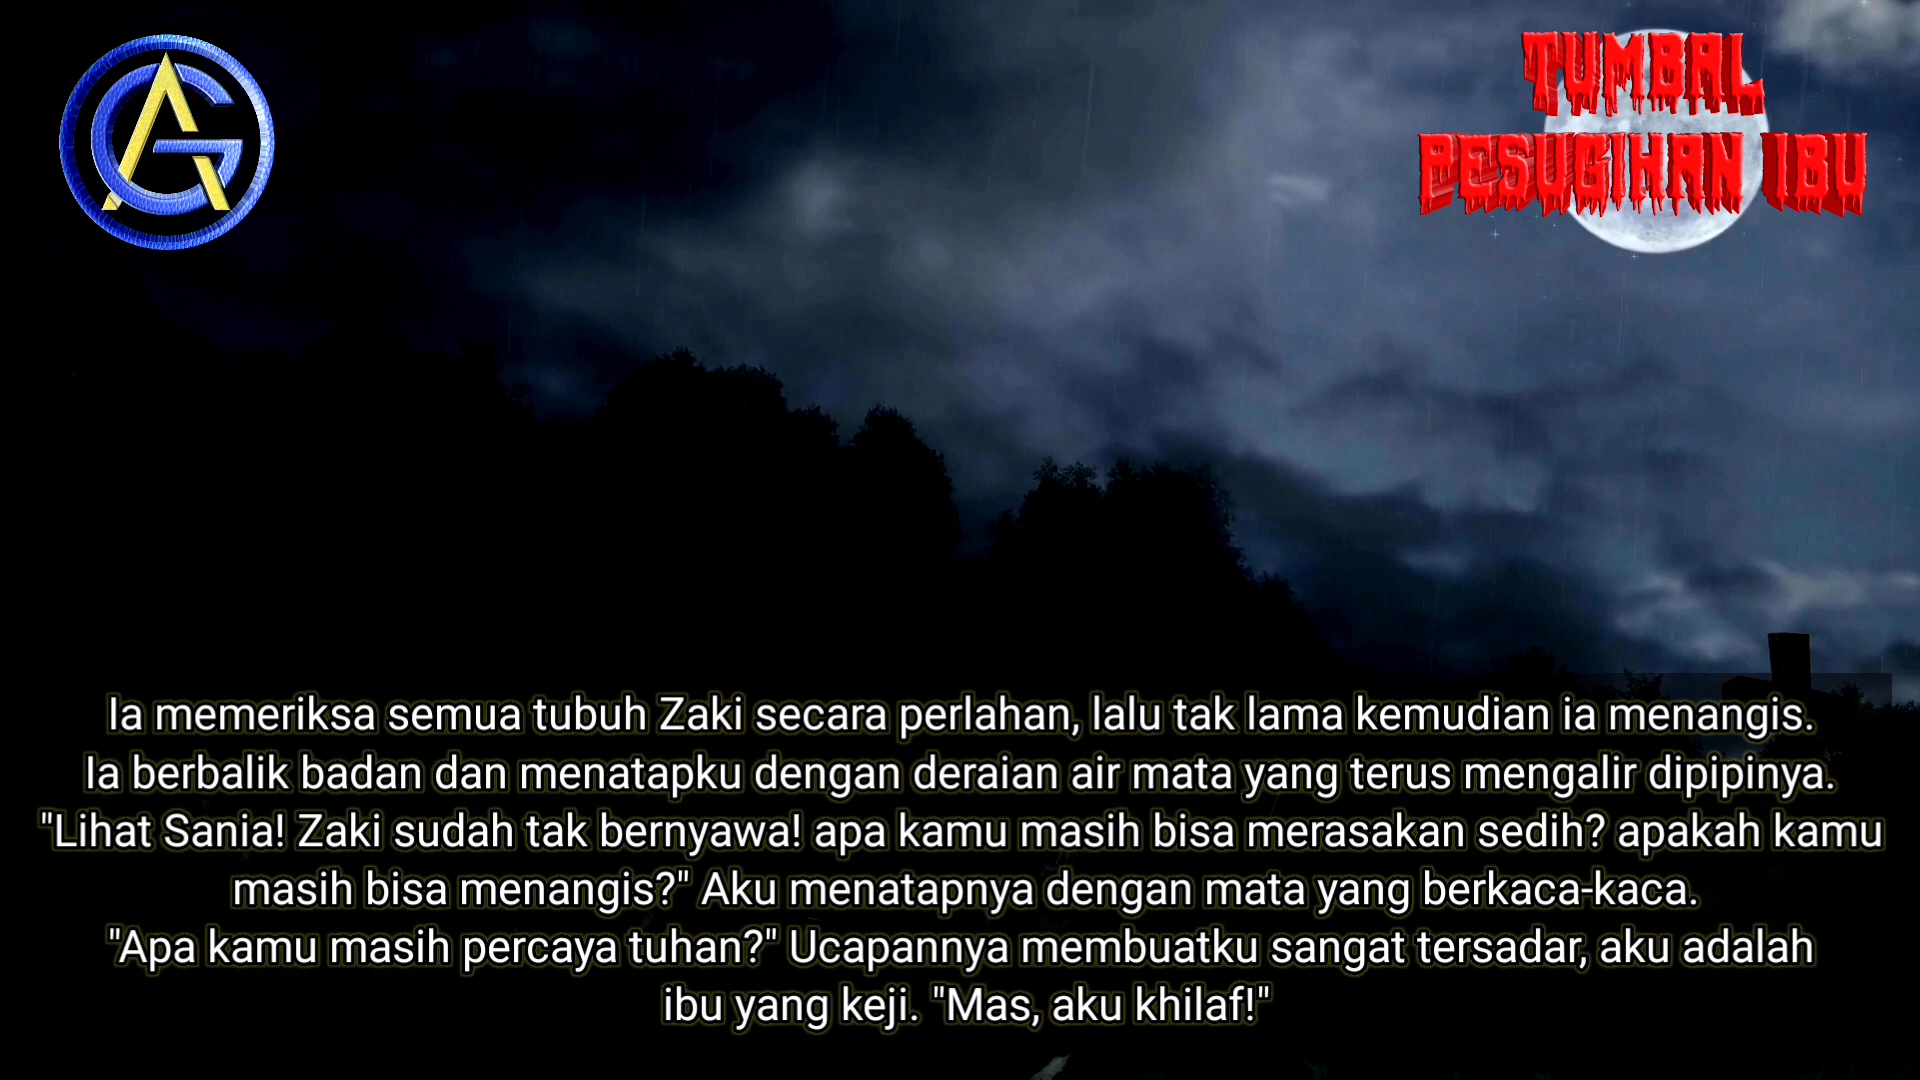 TUMBAL
PESUGIHAN IBU
Ia memeriksa semua tubuh Zaki secara perlahan, lalu tak lama kemudian ia menangis.
Ia berbalik badan dan menatapku dengan deraian air mata yang terus mengalir dipipinya.
"Lihat Sania! Zaki sudah tak bernyawa! apa kamu masih bisa merasakan sedih? apakah kamu
masih bisa menangis?" Aku menatapnya dengan mata yang berkaca-kaca.
"Apa kamu masih percaya tuhan?" Ucapannya membuatku sangat tersadar, aku adalah
ibu yang keji. "Mas, aku khilaf!"